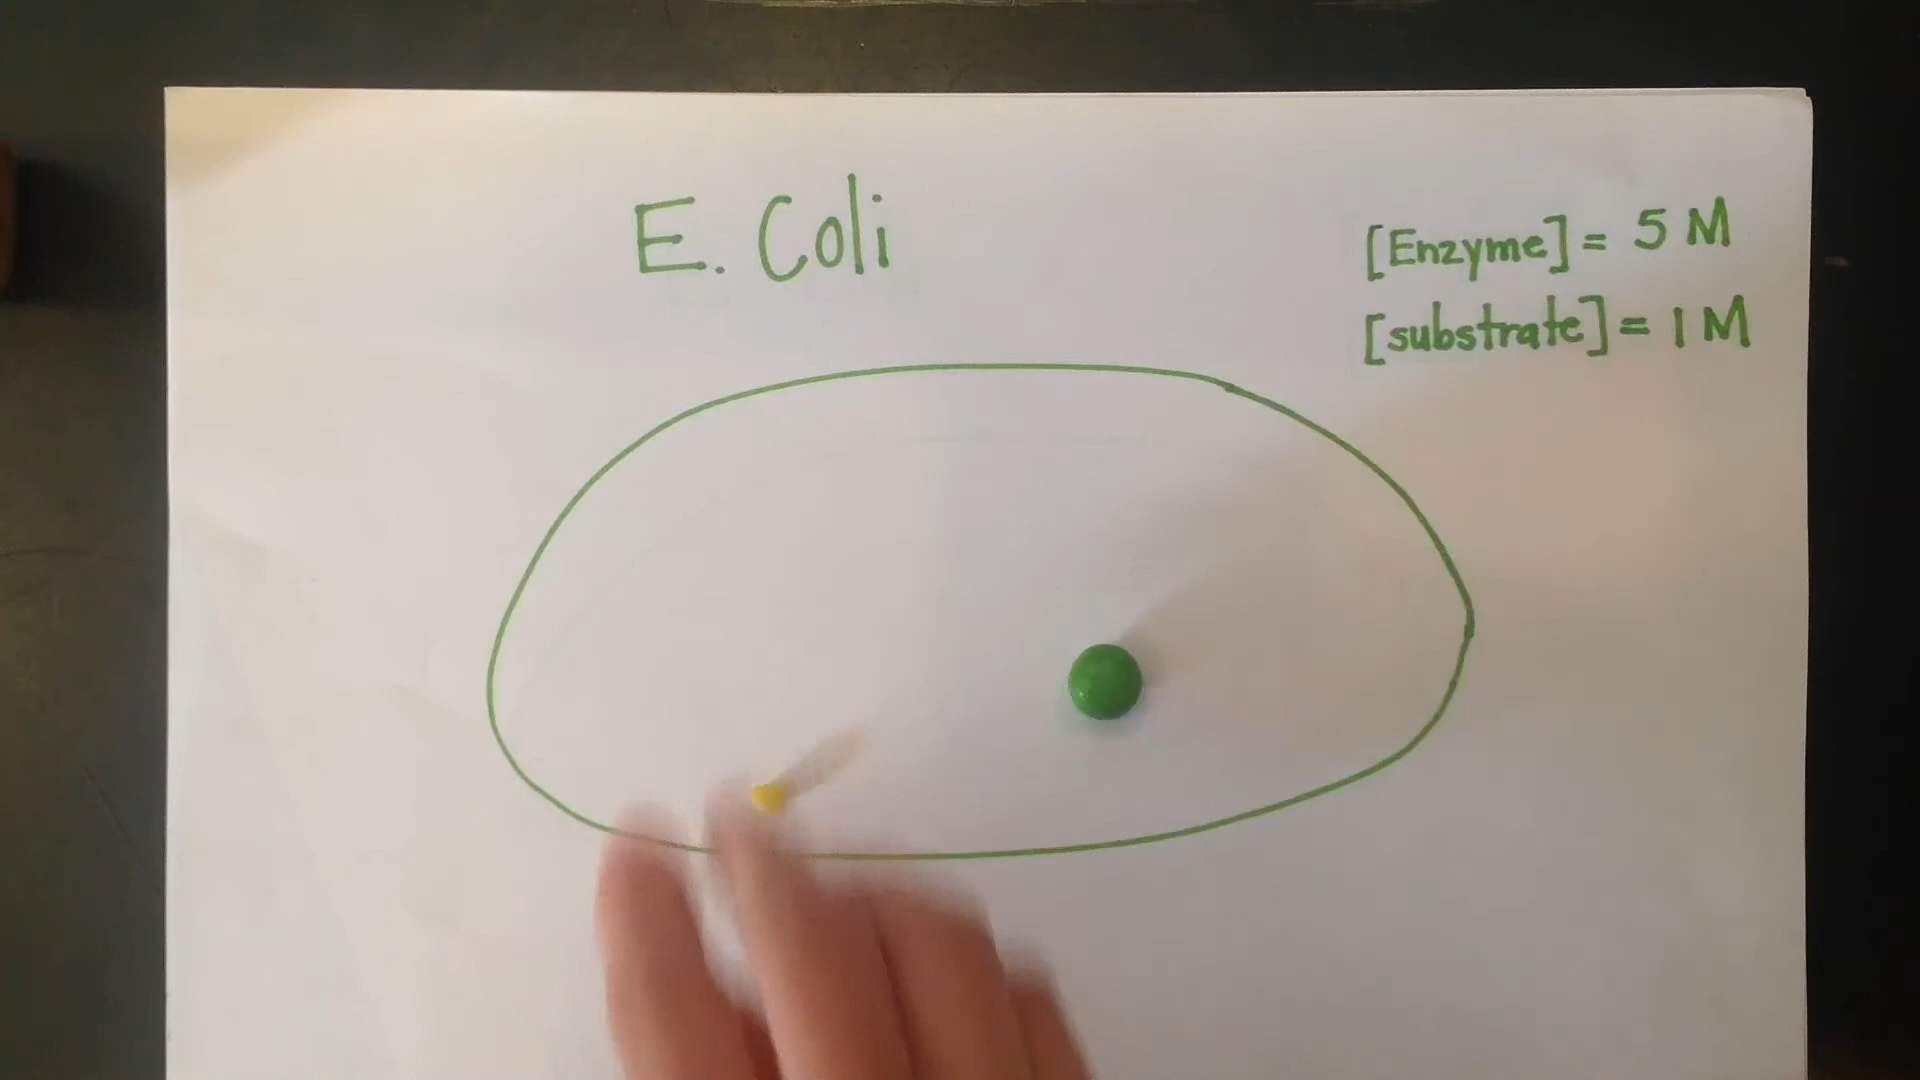 E. Coli
[Enzyme] = 5 M
[substrate] = 1 M